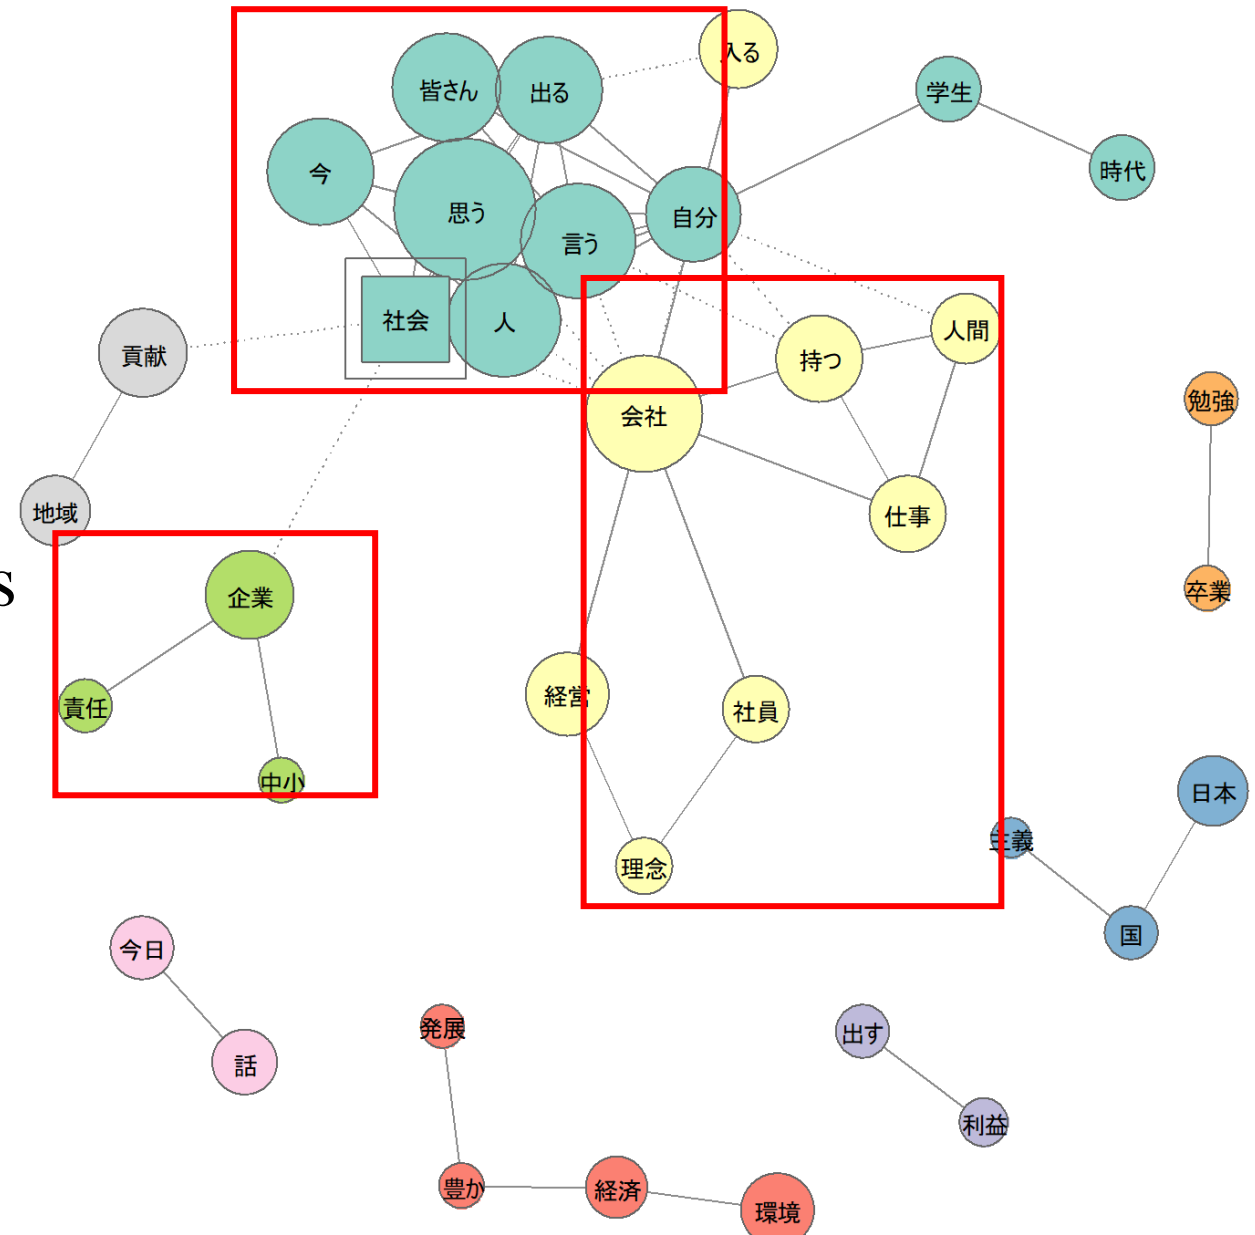 入る
皆さん
出る
学生
今
時代
思う
自分
言う
社会
人
人間
貢献
持つ
勉強
会社
地域
仕事
S
企業
卒業
経営
責任
社員
中小
日本
主義
理念
国
今日
発展
出す
話
利益
豊か
経済
環境